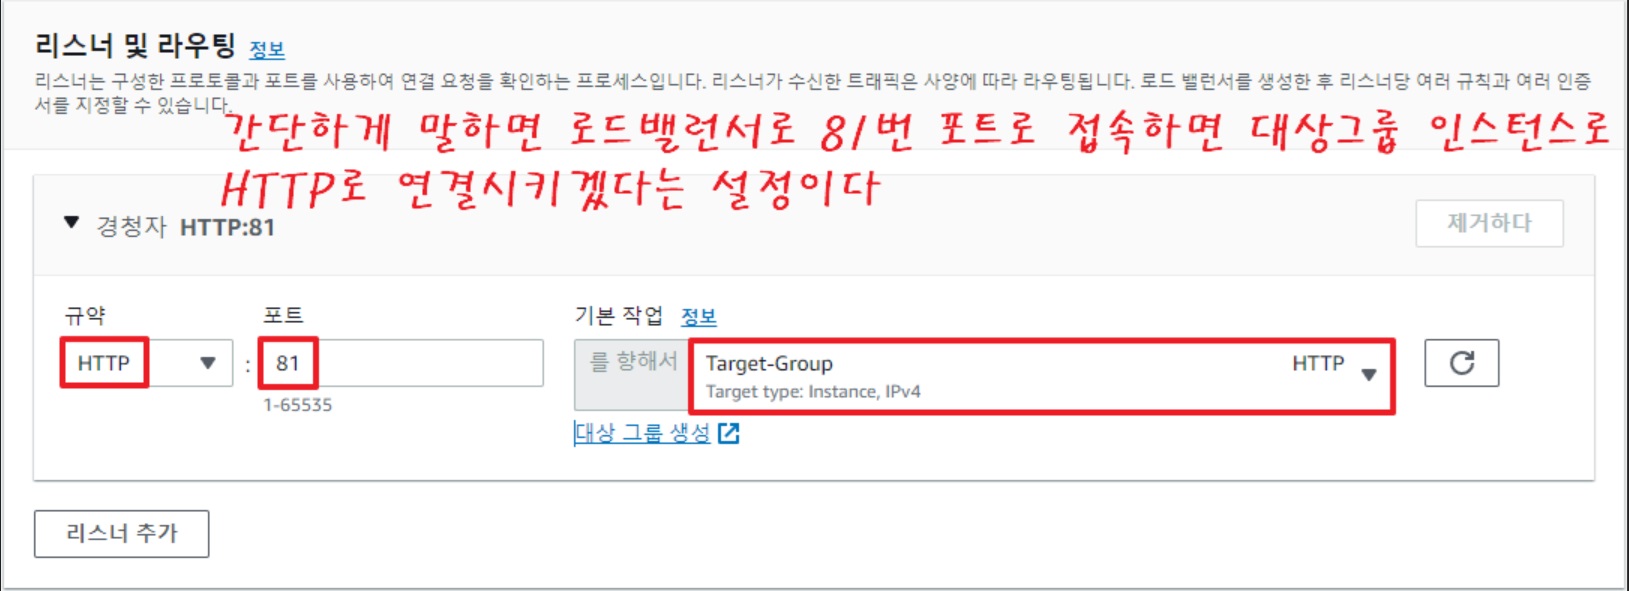 리스너 및 라우팅 정보
리스너는 구성한 프로토콜과 포트를 사용하여 연결 요청을 확인하는 프로세스입니다. 리스너가 수신한 트래픽은 사양에 따라 라우팅됩니다. 로드 밸런서를 생성한 후 리스너당 여러 규칙과 여러 인증
서를 지정할 수 있습니다.
간단하게 말하면 로드밸런서로 81번 포트로 접속하면 대상그룹 인스턴스로
HTTP로 연결시키겠다는 설정이다
▼ 경청자 HTTP:81
제거하다
규약 포트 기본 작업 정보
HTTP : 81 를 향해서 Target-Group HTTP
Target type: Instance, IPv4
1-65535
대상 그룹 생성
리스너 추가